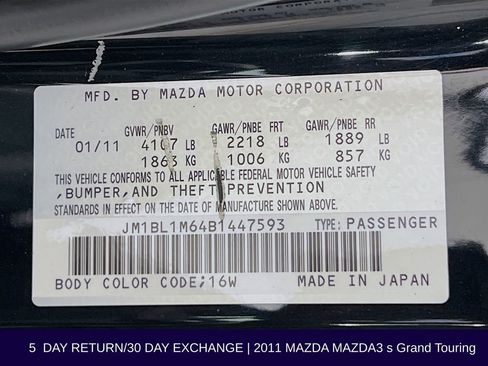 MFD. BY MAZDA MOTOR CORPORATION
DATE GVWR/PNBV GAWR/PNBE FRT GAWR/PNBE RR
01/11 4107 LB 2218 LB 1889 LB
1863 KG 1006 KG 857 KG
THIS VEHICLE CONFORMS TO ALL APPLICABLE FEDERAL MOTOR VEHICLE SAFETY
,BUMPER,AND THEFT PREVENTION
STANDARDS IN EFFECT ON THE DATE OF MANUFACTURE SHOWN ABOVE.
JM1BL1M64B1447593 TYPE: PASSENGER
BODY COLOR CODE;16W MADE IN JAPAN
5 DAY RETURN/30 DAY EXCHANGE | 2011 MAZDA MAZDA3 s Grand Touring